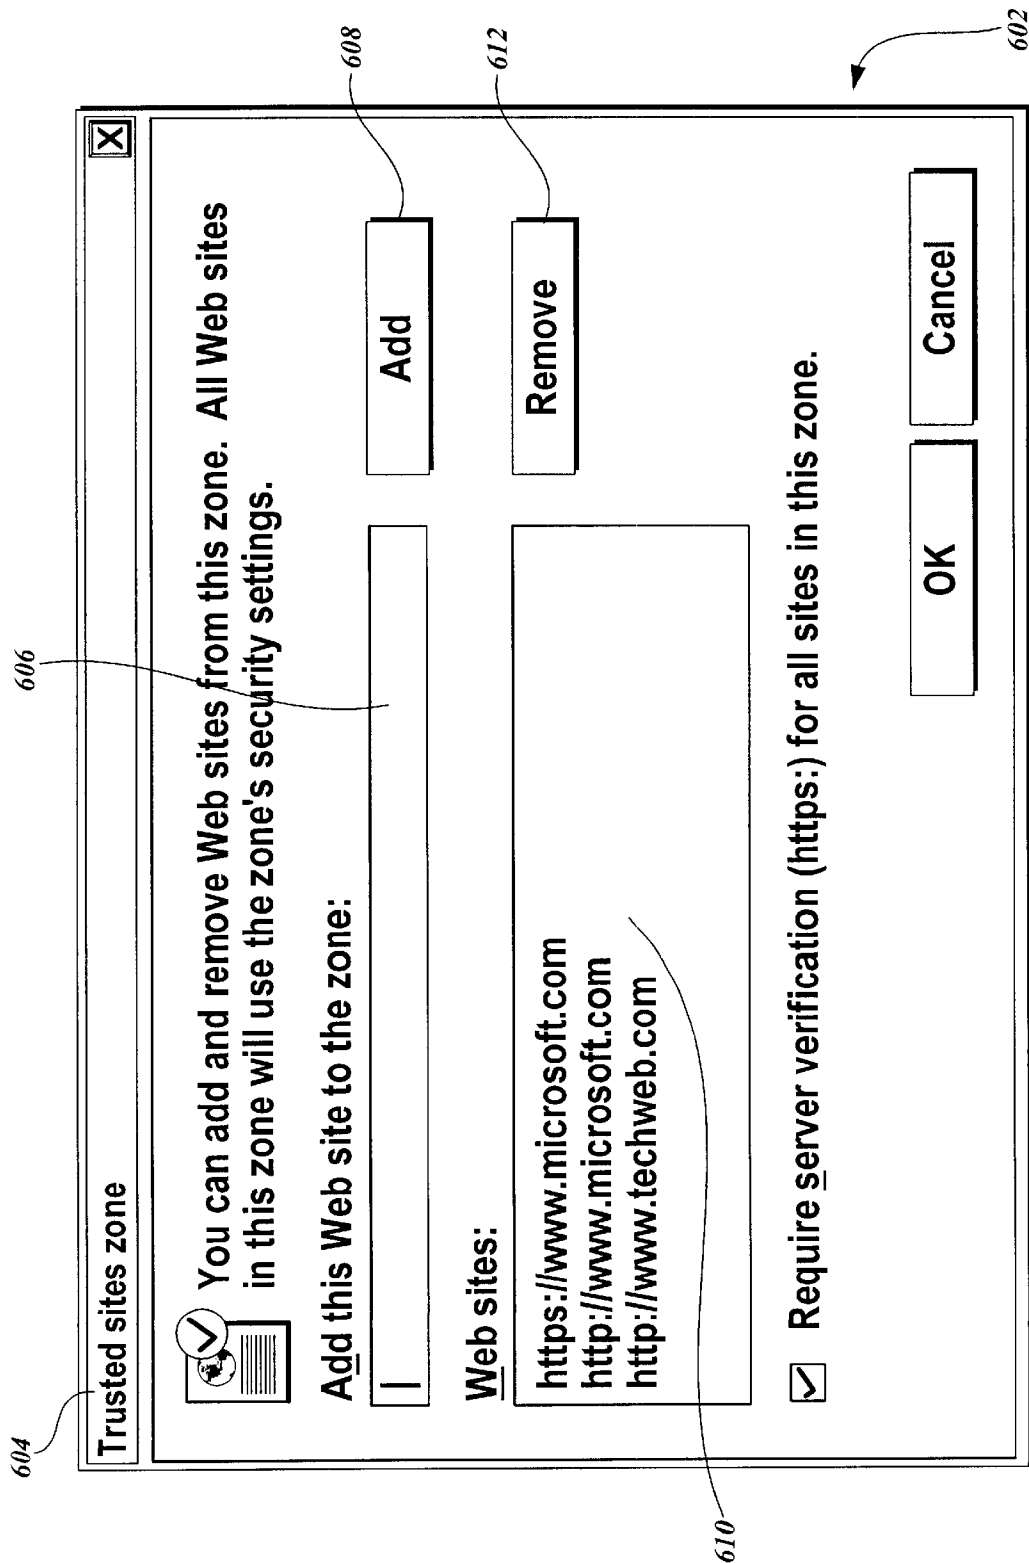 604
Trusted sites zone
X
606
You can add and remove Web sites from this zone.  All Web sites
in this zone will use the zone's security settings.
608
Add this Web site to the zone:
Add
612
Web sites:
Remove
https://www.microsoft.com
http://www.microsoft.com
http://www.techweb.com
610
Require server verification (https:) for all sites in this zone.
OK
Cancel
602